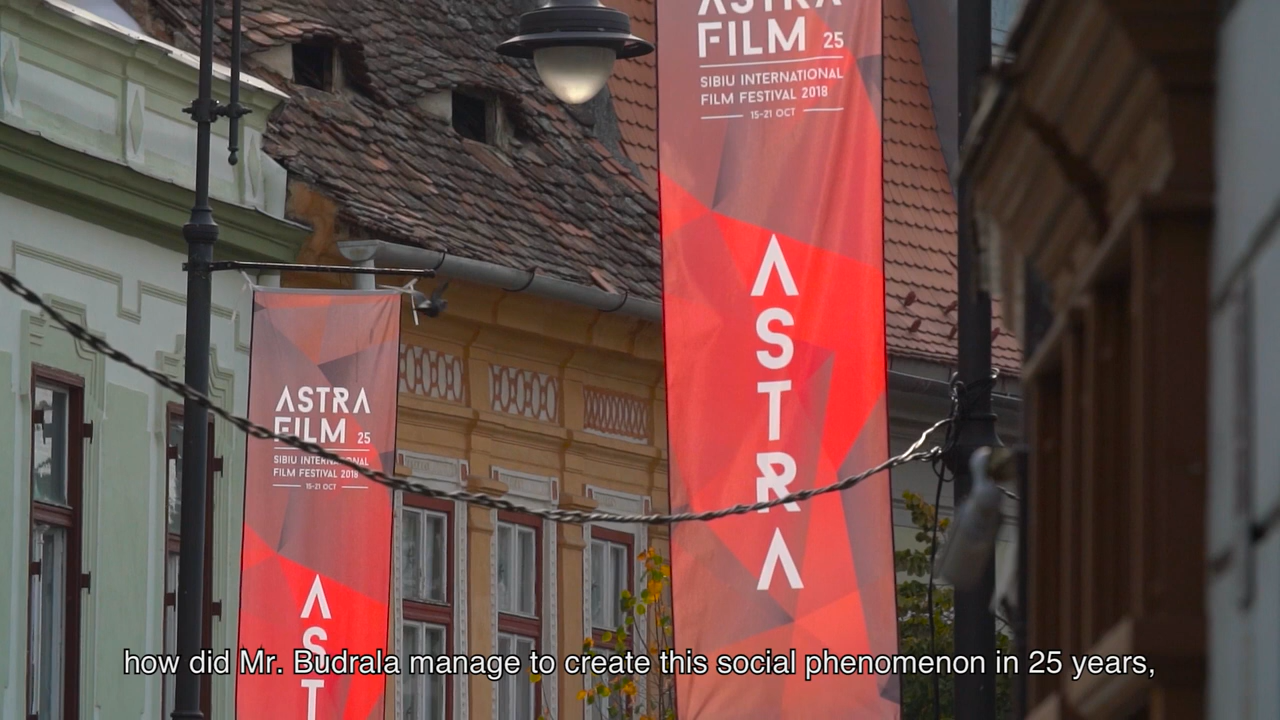 ASTRA
FILM 25
SIBIU INTERNATIONAL
FILM FESTIVAL 2018
15-21 OCT
ASTRA
ASTRA
FILM 25
SIBIU INTERNATIONAL
FILM FESTIVAL 2018
15-21 OCT
AST
how did Mr. Budrala manage to create this social phenomenon in 25 years,